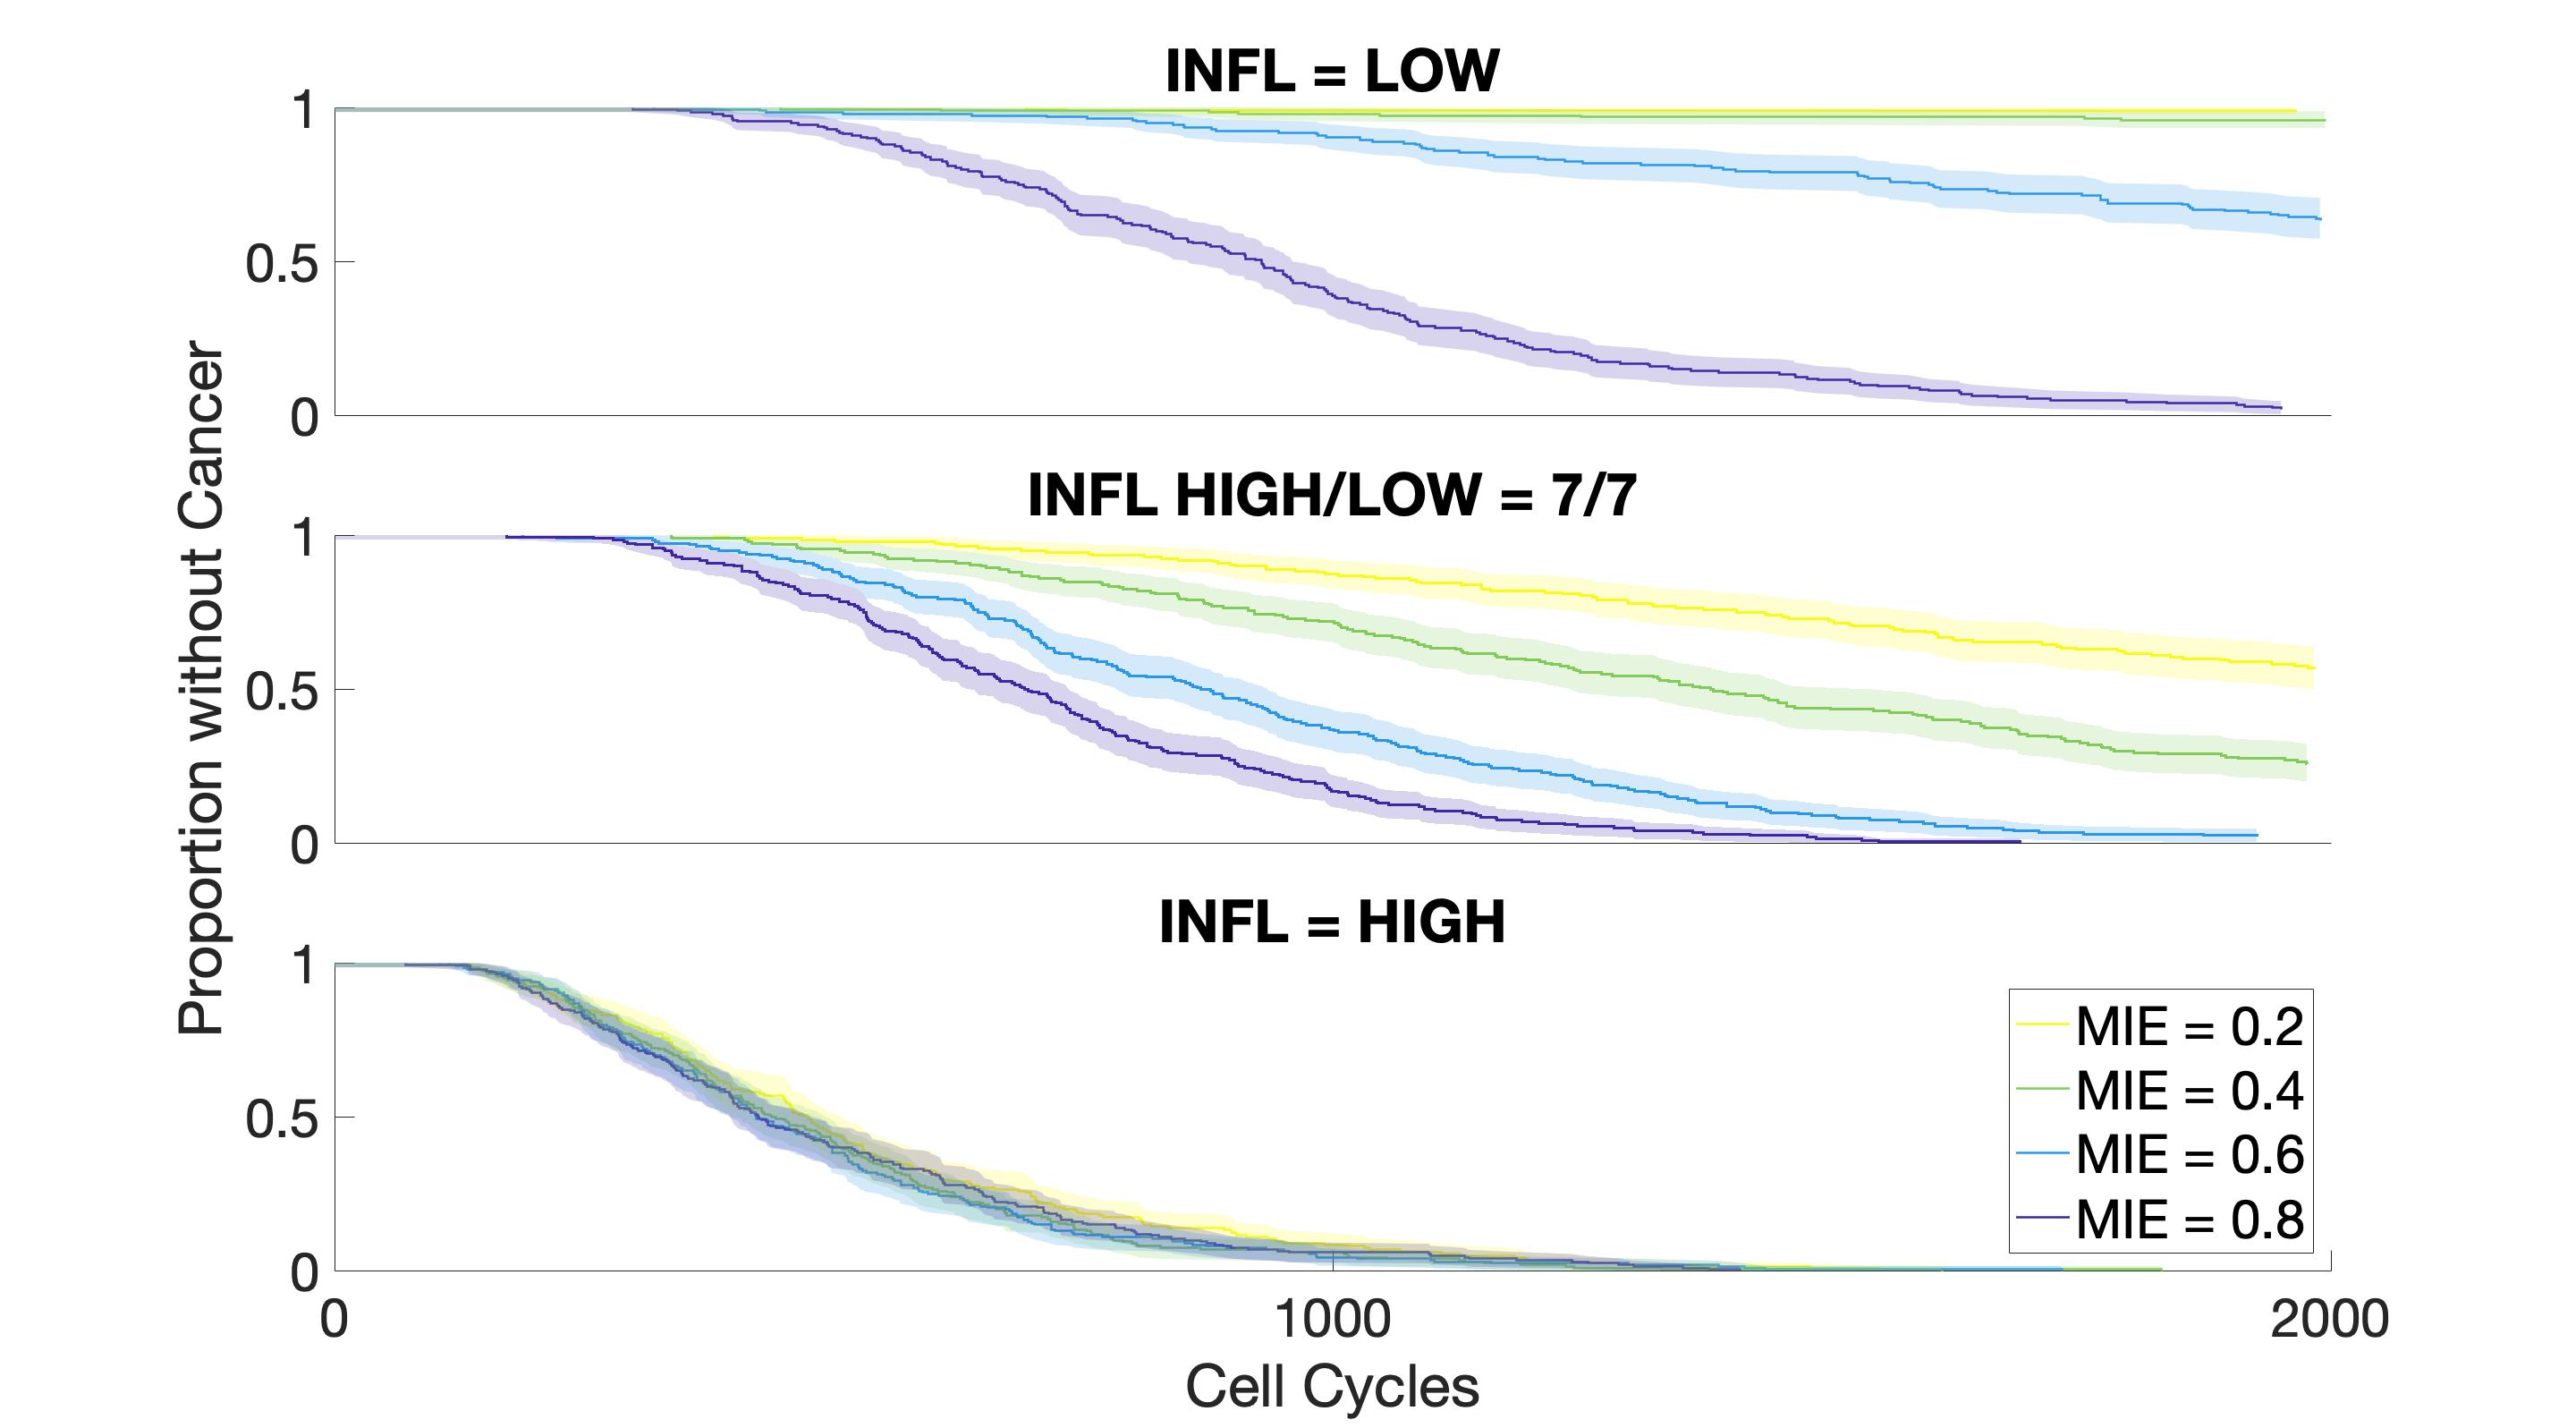 INFL = LOW
1
0.5
0
INFL HIGH/LOW = 7/7
1
0.5
0
Proportion without Cancer
INFL = HIGH
1
0.5
0
MIE = 0.2
MIE = 0.4
MIE = 0.6
MIE = 0.8
0 1000 2000
Cell Cycles